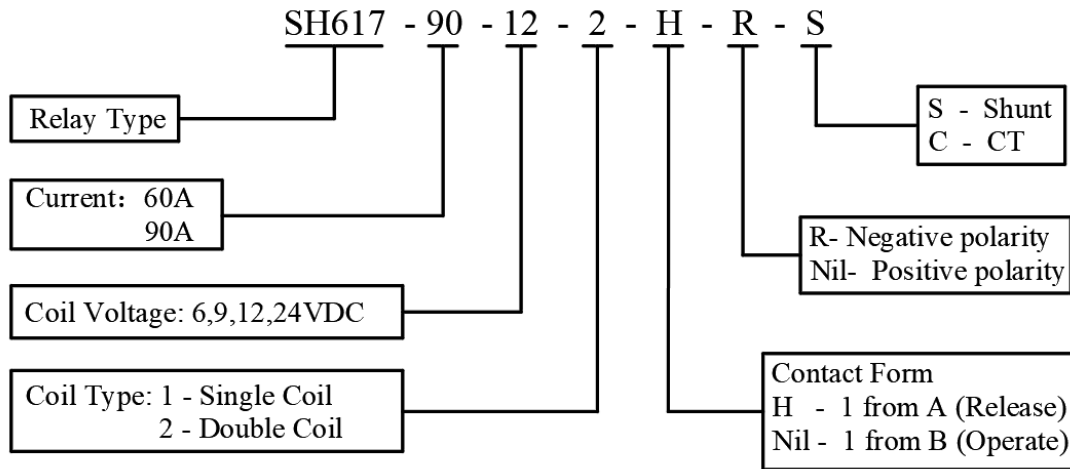 SH617 - 90 - 12 - 2 - H - R - S
Relay Type
Current: 60A
90A
Coil Voltage: 6,9,12,24VDC
Coil Type: 1 - Single Coil
2 - Double Coil
S - Shunt
C - CT
R- Negative polarity
Nil- Positive polarity
Contact Form
H - 1 from A (Release)
Nil - 1 from B (Operate)